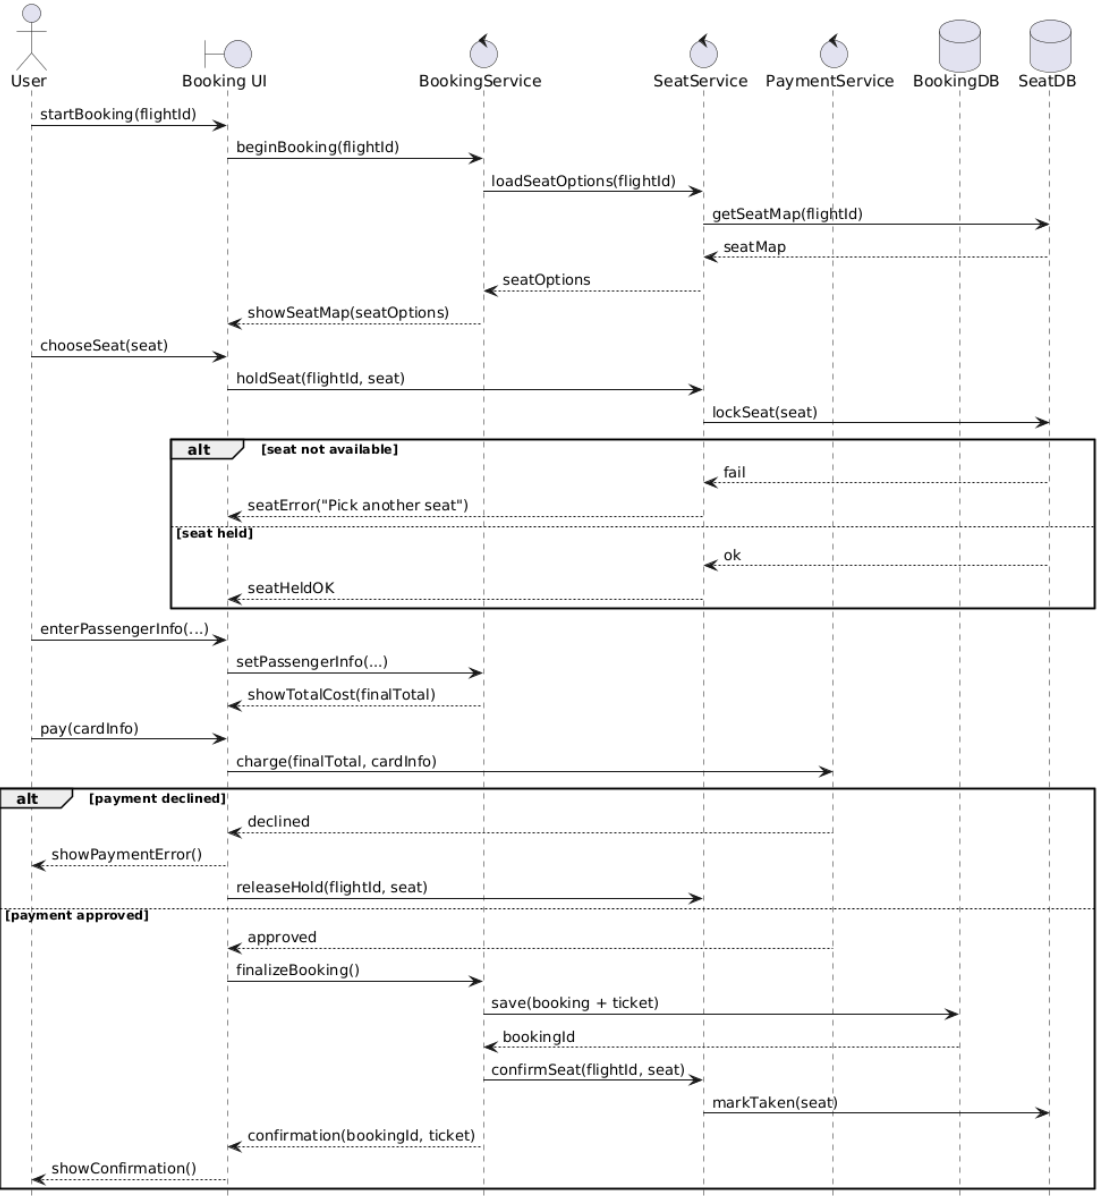 User
Booking UI
BookingService
SeatService
PaymentService
BookingDB
SeatDB
startBooking(flightId)
beginBooking(flightId)
loadSeatOptions(flightId)
getSeatMap(flightId)
seatMap
seatOptions
showSeatMap(seatOptions)
chooseSeat(seat)
holdSeat(flightId, seat)
lockSeat(seat)
alt [seat not available]
fail
seatError("Pick another seat")
[seat held]
ok
seatHeldOK
enterPassengerInfo(...)
setPassengerInfo(...)
showTotalCost(finalTotal)
pay(cardInfo)
charge(finalTotal, cardInfo)
alt [payment declined]
declined
showPaymentError()
releaseHold(flightId, seat)
[payment approved]
approved
finalizeBooking()
save(booking + ticket)
bookingId
confirmSeat(flightId, seat)
markTaken(seat)
confirmation(bookingId, ticket)
showConfirmation()